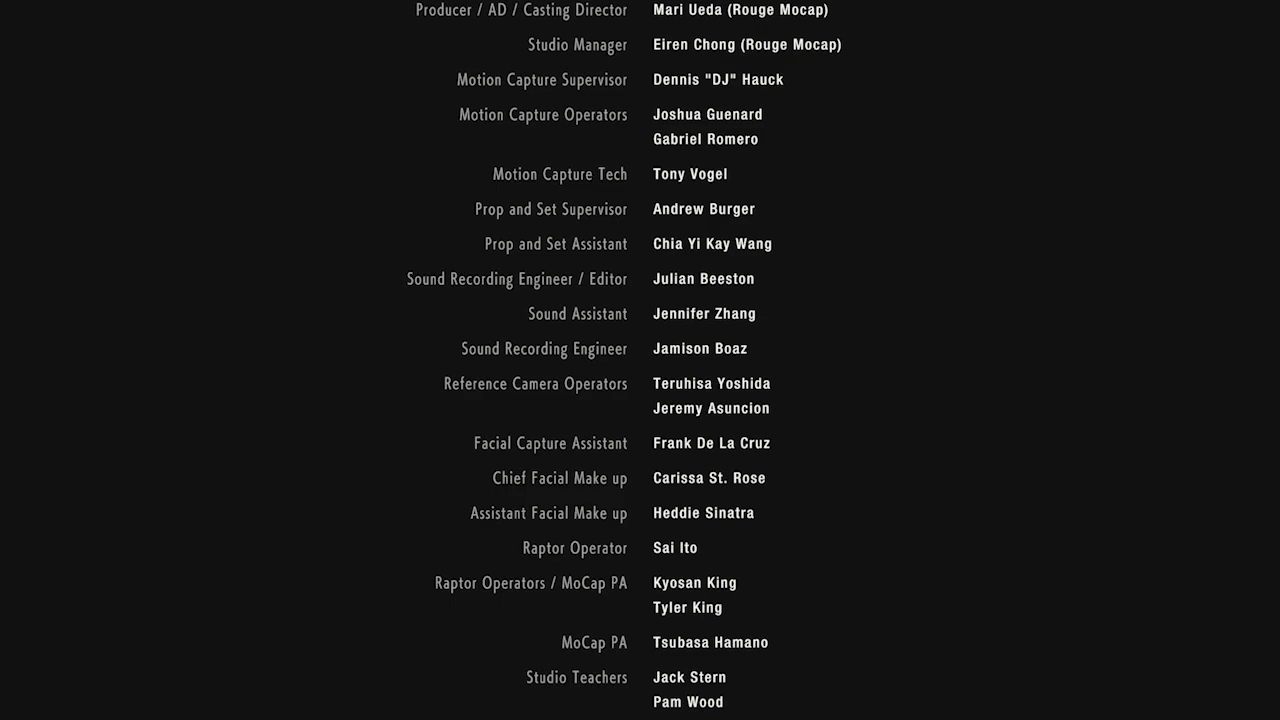 Producer / AD / Casting Director Mari Ueda (Rouge Mocap)
Studio Manager Eiren Chong (Rouge Mocap)
Motion Capture Supervisor Dennis "DJ" Hauck
Motion Capture Operators Joshua Guenard
Gabriel Romero
Motion Capture Tech Tony Vogel
Prop and Set Supervisor Andrew Burger
Prop and Set Assistant Chia Yi Kay Wang
Sound Recording Engineer / Editor Julian Beeston
Sound Assistant Jennifer Zhang
Sound Recording Engineer Jamison Boaz
Reference Camera Operators Teruhisa Yoshida
Jeremy Asuncion
Facial Capture Assistant Frank De La Cruz
Chief Facial Make up Carissa St. Rose
Assistant Facial Make up Heddie Sinatra
Raptor Operator Sai Ito
Raptor Operators / MoCap PA Kyosan King
Tyler King
MoCap PA Tsubasa Hamano
Studio Teachers Jack Stern
Pam Wood